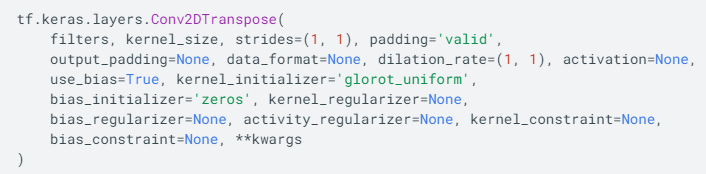 tf.keras.layers.Conv2DTranspose(
    filters, kernel_size, strides=(1, 1), padding='valid',
    output_padding=None, data_format=None, dilation_rate=(1, 1), activation=None,
    use_bias=True, kernel_initializer='glorot_uniform',
    bias_initializer='zeros', kernel_regularizer=None,
    bias_regularizer=None, activity_regularizer=None, kernel_constraint=None,
    bias_constraint=None, **kwargs
)